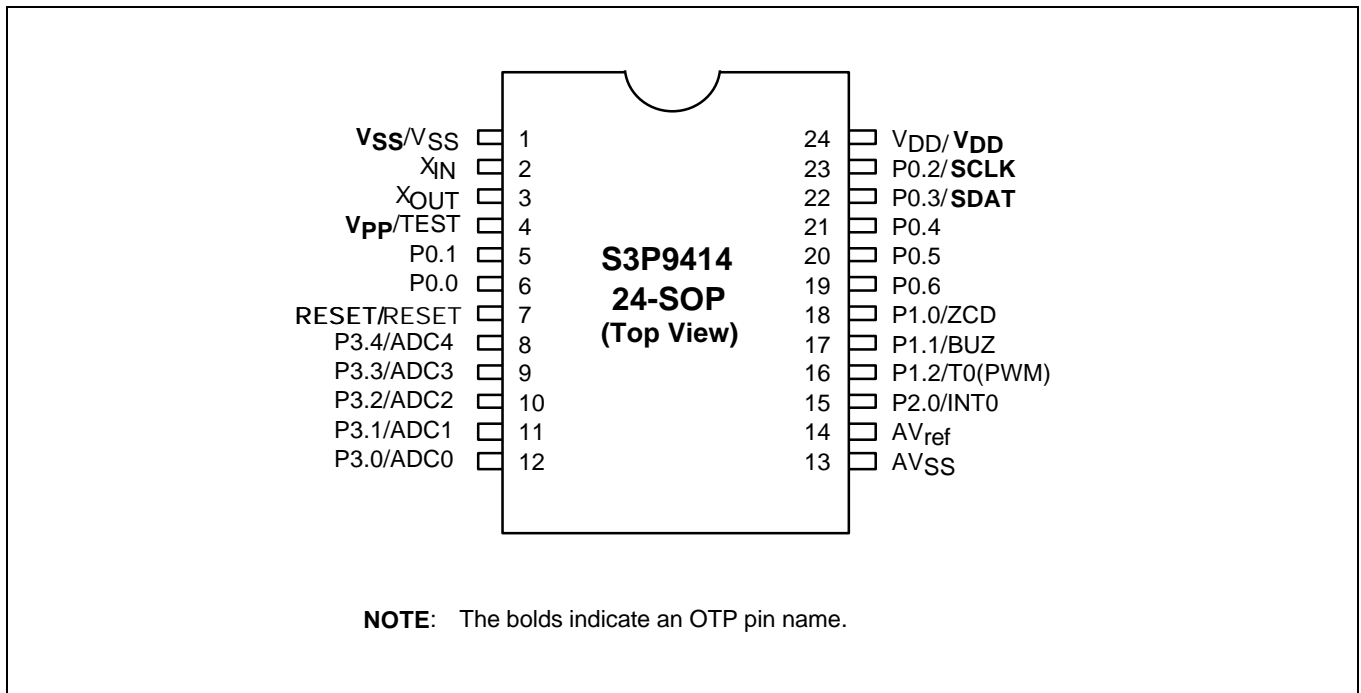 VSS/VSS 1
XIN 2
XOUT 3
VPP/TEST 4
P0.1 5
P0.0 6
RESET/RESET 7
P3.4/ADC4 8
P3.3/ADC3 9
P3.2/ADC2 10
P3.1/ADC1 11
P3.0/ADC0 12
S3P9414
24-SOP
(Top View)
24 VDD/VDD
23 P0.2/SCLK
22 P0.3/SDAT
21 P0.4
20 P0.5
19 P0.6
18 P1.0/ZCD
17 P1.1/BUZ
16 P1.2/T0(PWM)
15 P2.0/INT0
14 AVref
13 AVSS
NOTE: The bolds indicate an OTP pin name.